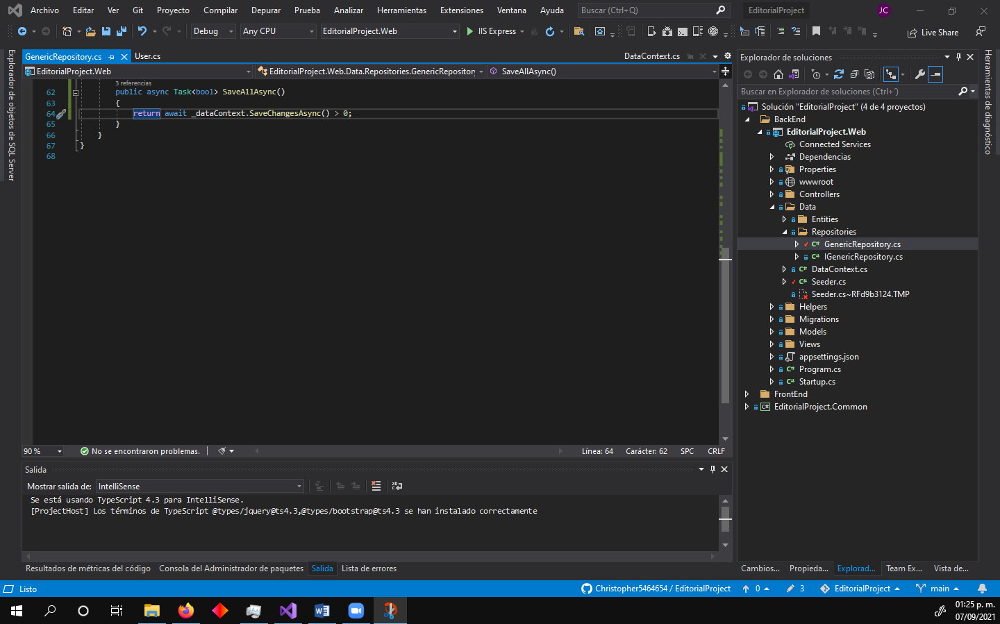 Archivo Editar Ver Git Proyecto Compilar Depurar Prueba Analizar Herramientas Extensiones Ventana Ayuda Buscar (Ctrl+Q) EditorialProject JC
Debug Any CPU EditorialProject.Web IIS Express Live Share
Explorador de objetos de SQL Server
GenericRepository.cs User.cs DataContext.cs
EditorialProject.Web EditorialProject.Web.Data.Repositories.GenericRepository SaveAllAsync()
3 referencias
62 public async Task<bool> SaveAllAsync()
63 {
64 return await _dataContext.SaveChangesAsync() > 0;
65 }
66 }
67 }
68
90 % No se encontraron problemas. Línea: 64 Carácter: 62 SPC CRLF
Salida
Mostrar salida de: IntelliSense
Se está usando TypeScript 4.3 para IntelliSense.
[ProjectHost] Los términos de TypeScript @types/jquery@ts4.3,@types/bootstrap@ts4.3 se han instalado correctamente
Resultados de métricas del código Consola del Administrador de paquetes Salida Lista de errores
Explorador de soluciones
Buscar en Explorador de soluciones (Ctrl+´)
Solución "EditorialProject" (4 de 4 proyectos)
BackEnd
EditorialProject.Web
Connected Services
Dependencias
Properties
wwwroot
Controllers
Data
Entities
Repositories
C# GenericRepository.cs
C# IGenericRepository.cs
C# DataContext.cs
C# Seeder.cs
Seeder.cs~RFd9b3124.TMP
Helpers
Migrations
Models
Views
appsettings.json
C# Program.cs
C# Startup.cs
FrontEnd
C# EditorialProject.Common
Cambios... Propieda... Explorad... Team Ex... Vista de...
Herramientas de diagnóstico
Listo Christopher5464654 / EditorialProject 0 3 EditorialProject main
01:25 p. m.
07/09/2021